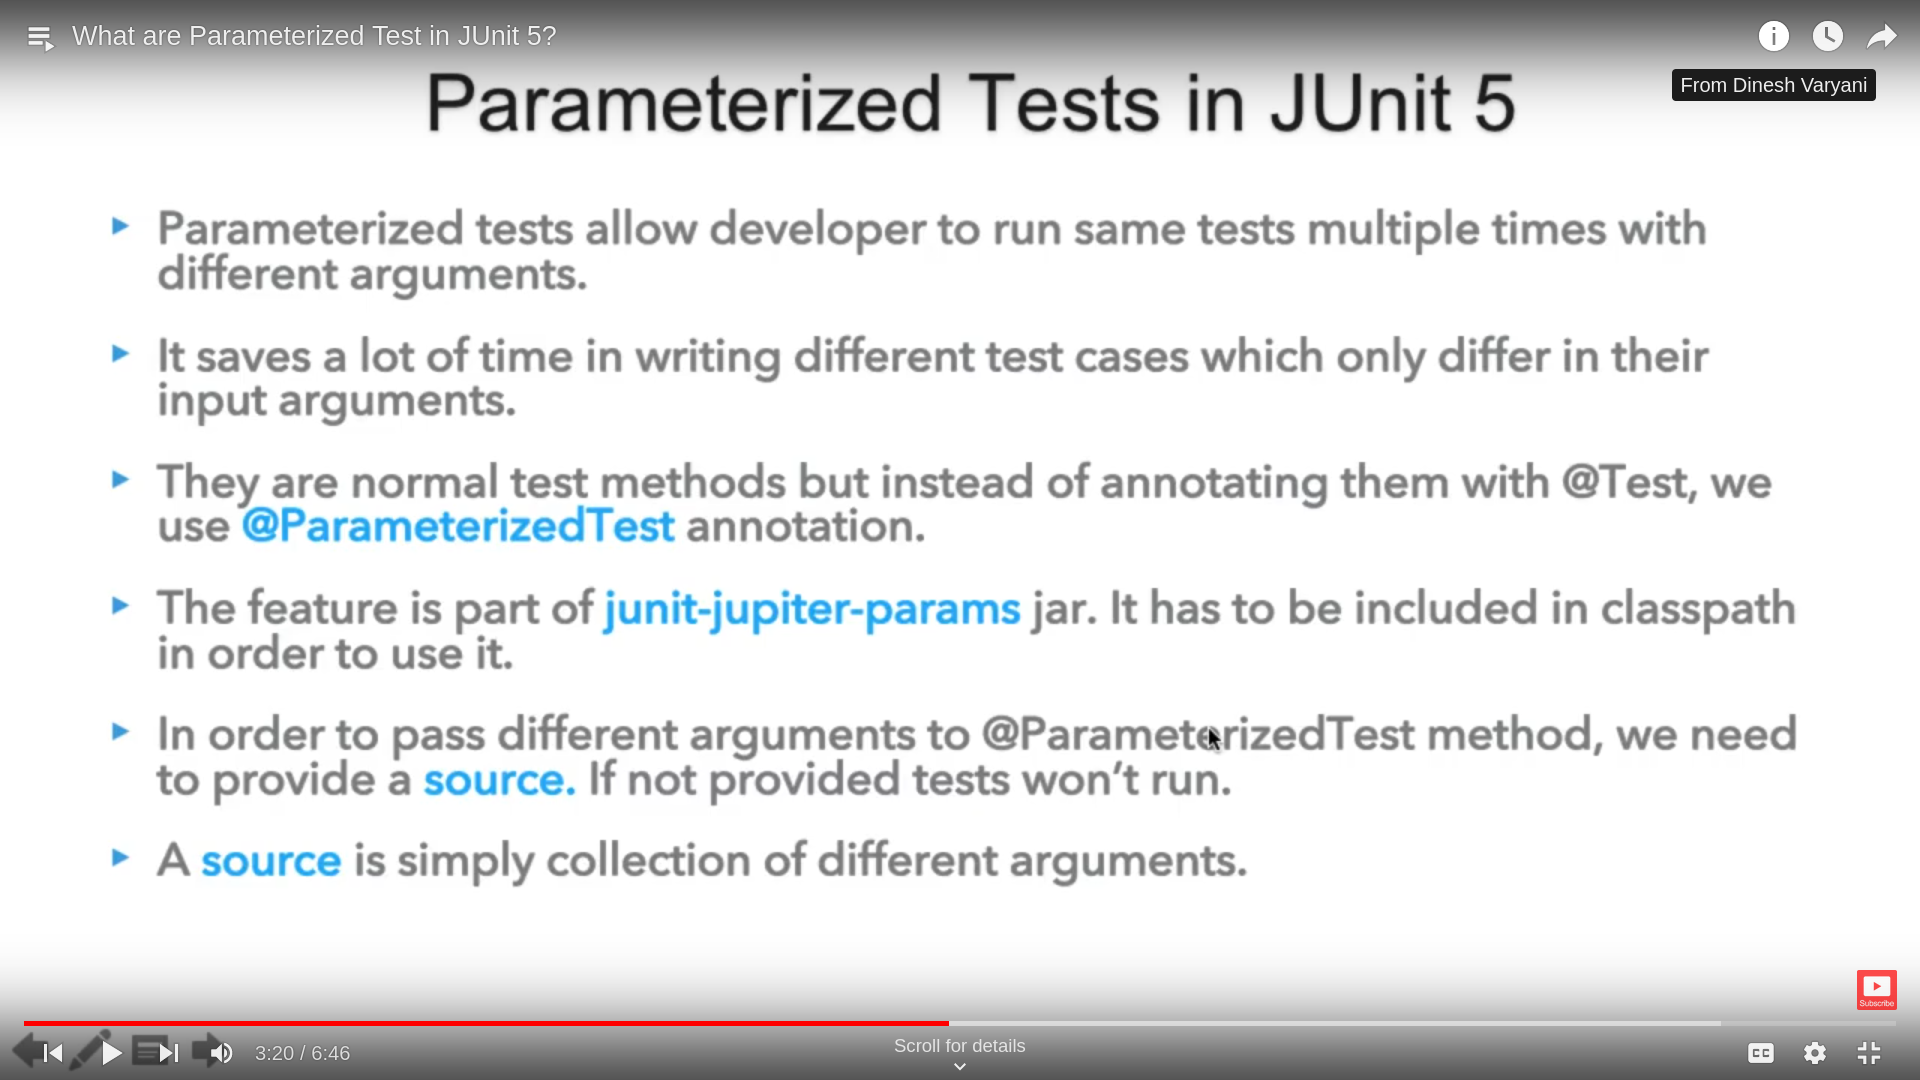 What are Parameterized Test in JUnit 5?
Parameterized Tests in JUnit 5
From Dinesh Varyani
Parameterized tests allow developer to run same tests multiple times with
different arguments.
It saves a lot of time in writing different test cases which only differ in their
input arguments.
They are normal test methods but instead of annotating them with @Test, we
use @ParameterizedTest annotation.
The feature is part of junit-jupiter-params jar. It has to be included in classpath
in order to use it.
In order to pass different arguments to @ParameterizedTest method, we need
to provide a source. If not provided tests won’t run.
A source is simply collection of different arguments.
Subscribe
3:20 / 6:46
Scroll for details
CC